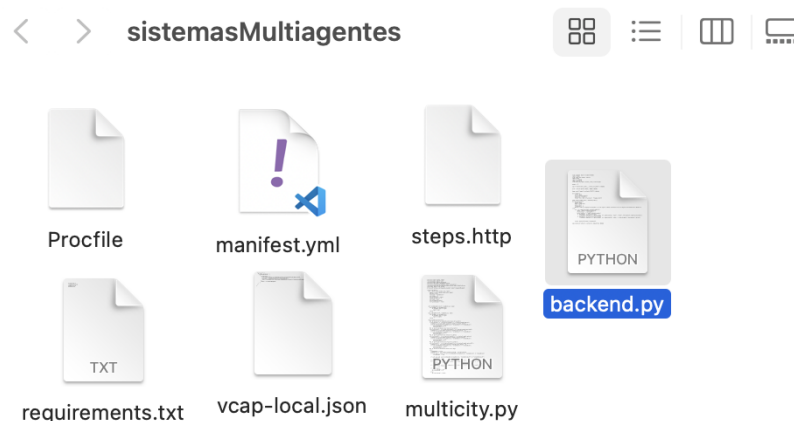 sistemasMultiagentes
Procfile
manifest.yml
steps.http
PYTHON
backend.py
TXT
requirements.txt
vcap-local.json
PYTHON
multicity.py